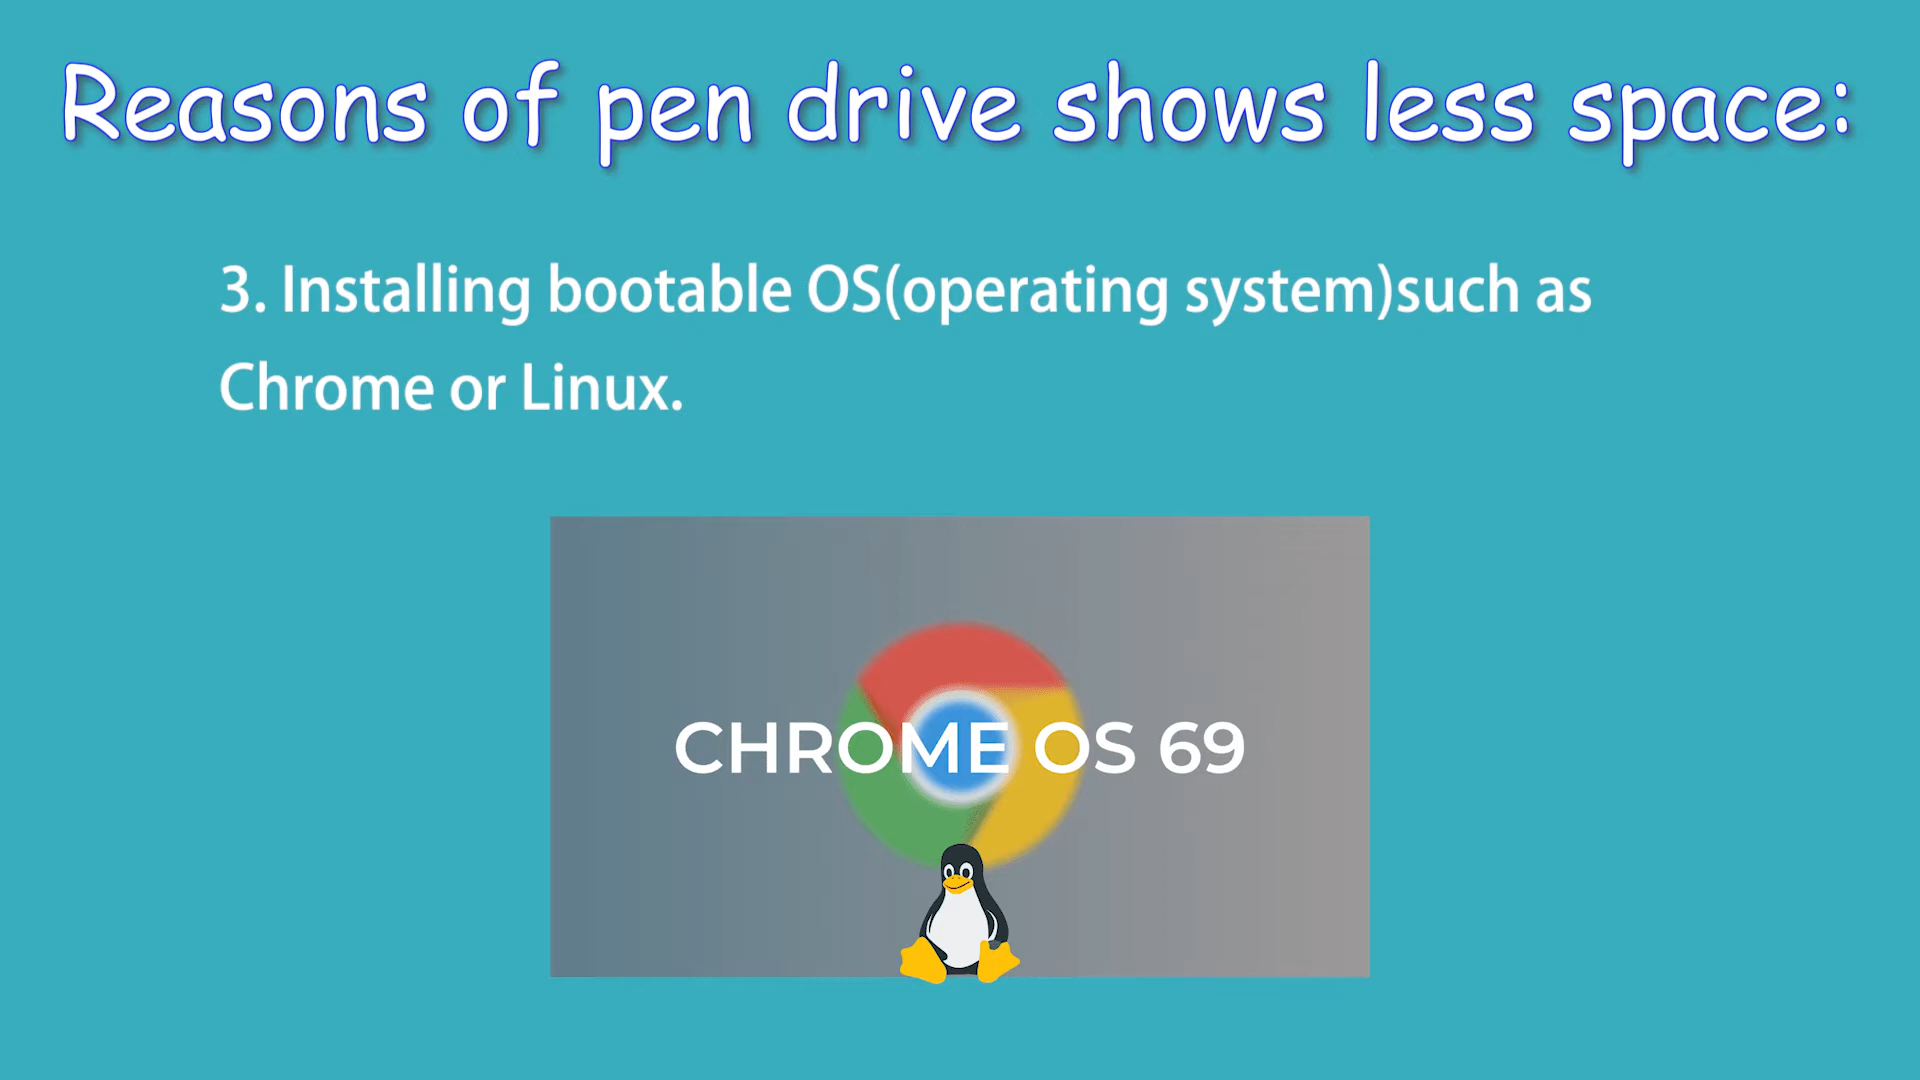 Reasons of pen drive shows less space:
3. Installing bootable OS(operating system)such as
Chrome or Linux.
CHROME OS 69